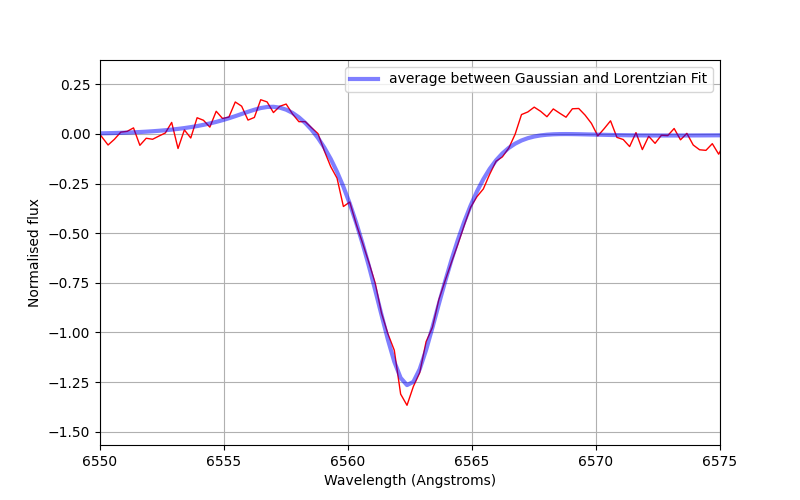 average between Gaussian and Lorentzian Fit
0.25
0.00
−0.25
−0.50
−0.75
−1.00
−1.25
−1.50
Normalised flux
6550 6555 6560 6565 6570 6575
Wavelength (Angstroms)